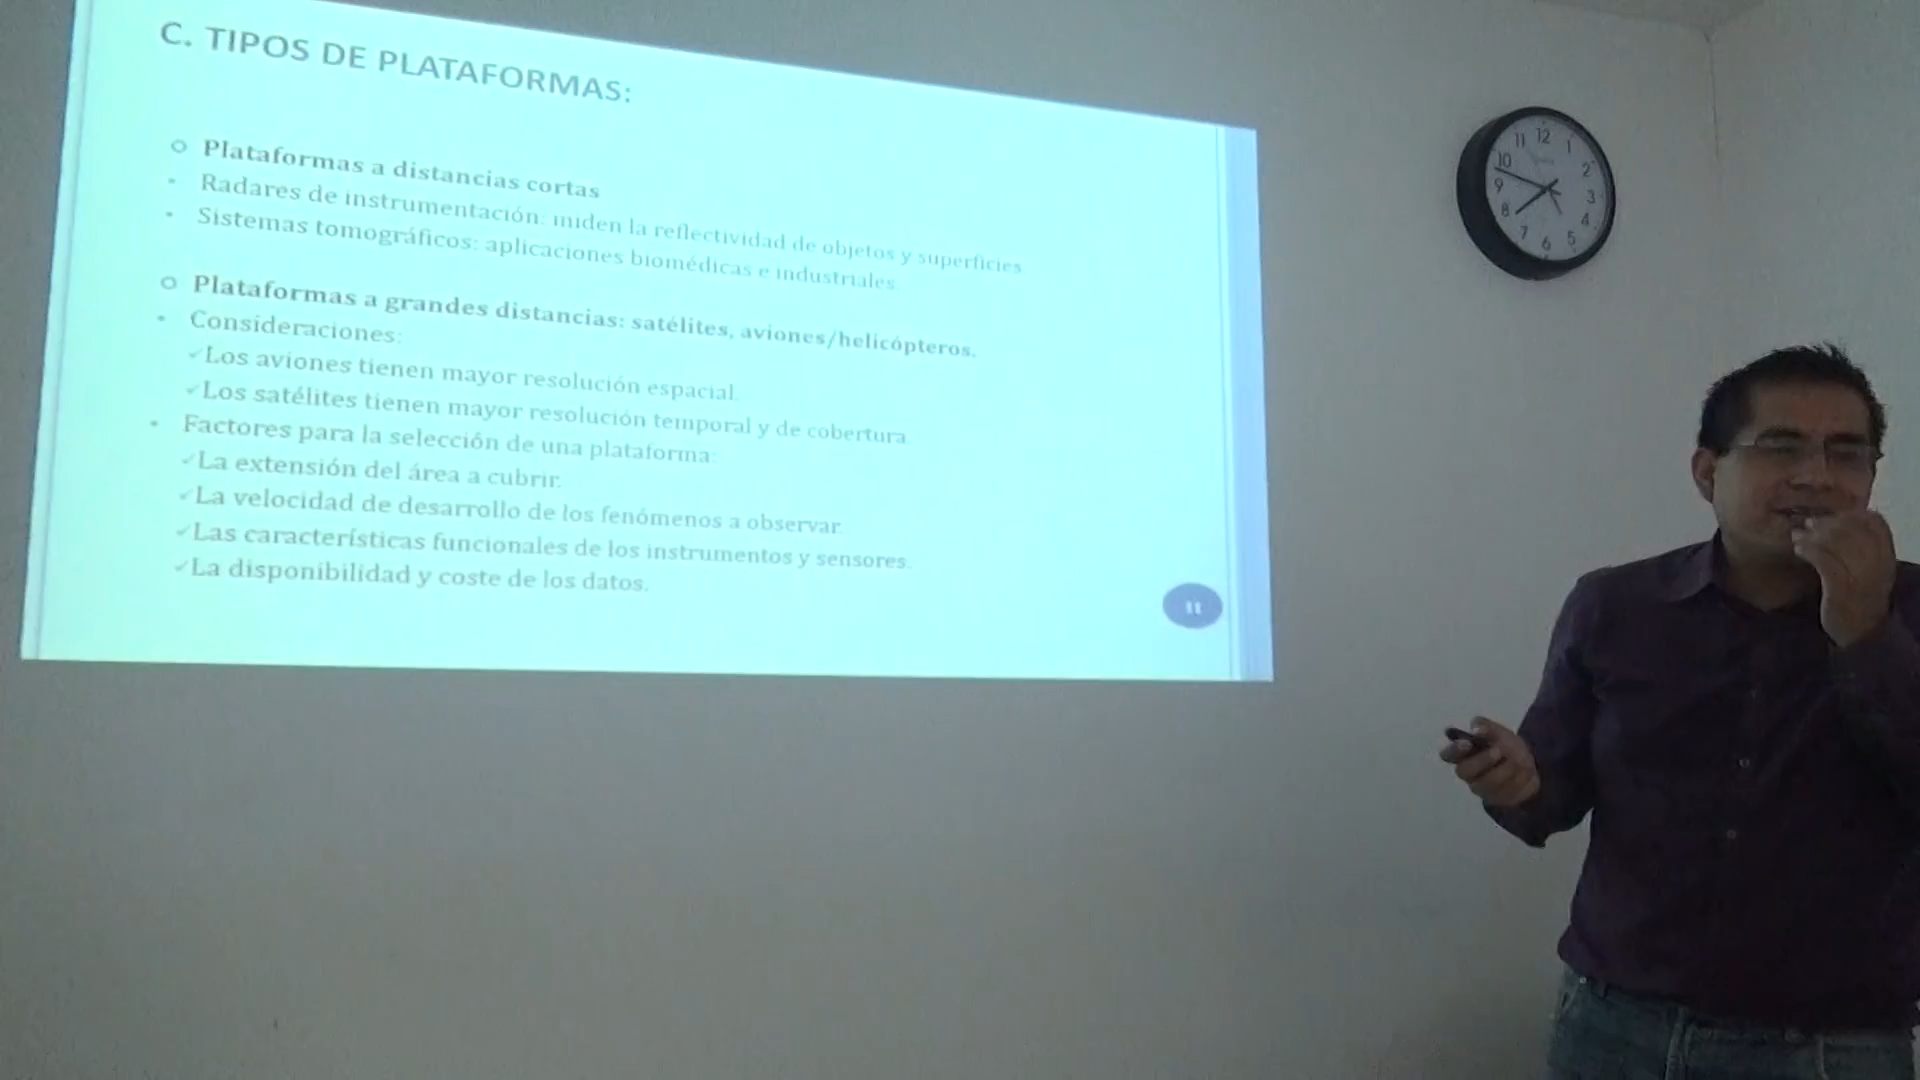 C. TIPOS DE PLATAFORMAS:
Plataformas a distancias cortas
Radares de instrumentación: miden la reflectividad de objetos y superficies
Sistemas tomográficos: aplicaciones biomédicas e industriales
Plataformas a grandes distancias: satélites, aviones/helicópteros.
Consideraciones:
Los aviones tienen mayor resolución espacial.
Los satélites tienen mayor resolución temporal y de cobertura.
Factores para la selección de una plataforma:
La extensión del área a cubrir.
La velocidad de desarrollo de los fenómenos a observar.
Las características funcionales de los instrumentos y sensores.
La disponibilidad y coste de los datos.
11
12
1
2
3
4
5
6
7
8
9
10
11